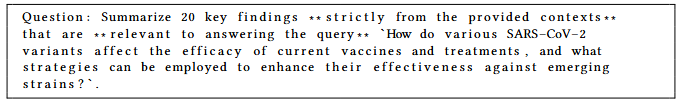 Question: Summarize 20 key findings **strictly from the provided contexts**
that are **relevant to answering the query** `How do various SARS-CoV-2
variants affect the efficacy of current vaccines and treatments, and what
strategies can be employed to enhance their effectiveness against emerging
strains?`.